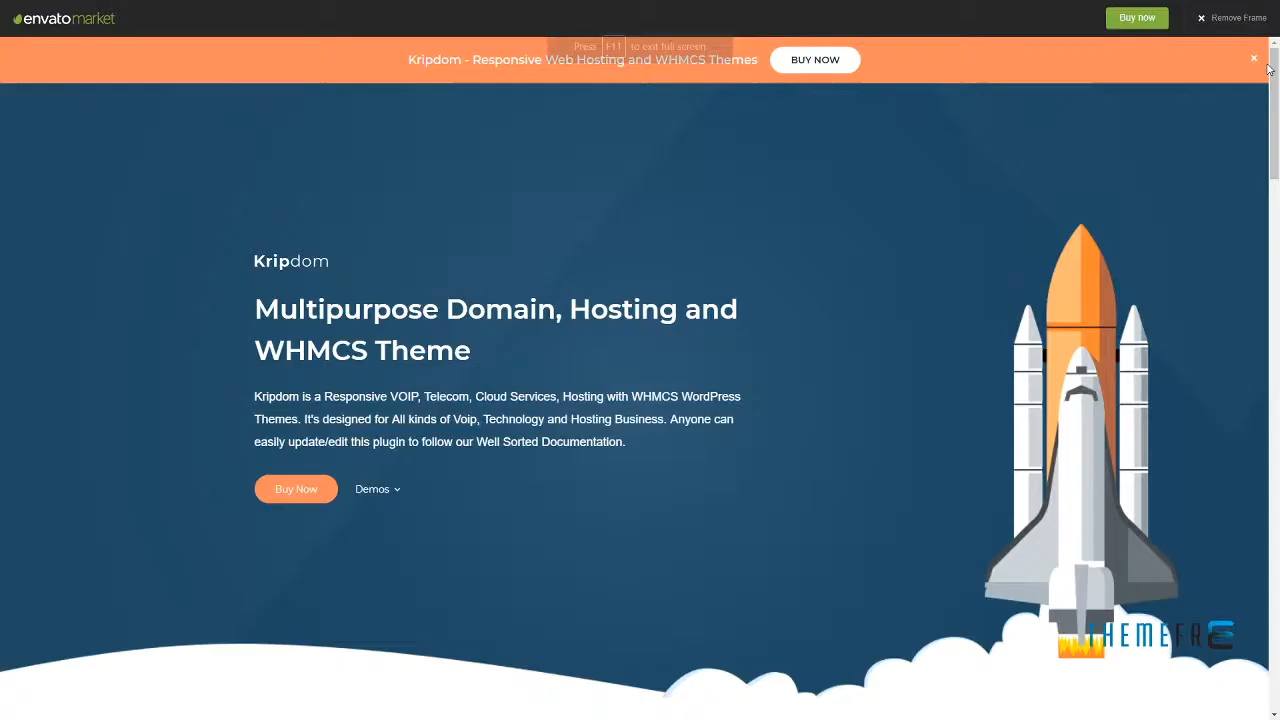 envatomarket
Buy now
Remove Frame
Press F11 to exit full screen
Kripdom - Responsive Web Hosting and WHMCS Themes
BUY NOW
Kripdom
Multipurpose Domain, Hosting and
WHMCS Theme
Kripdom is a Responsive VOIP, Telecom, Cloud Services, Hosting with WHMCS WordPress
Themes. It's designed for All kinds of Voip, Technology and Hosting Business. Anyone can
easily update/edit this plugin to follow our Well Sorted Documentation.
Buy Now
Demos
THEMEFRE